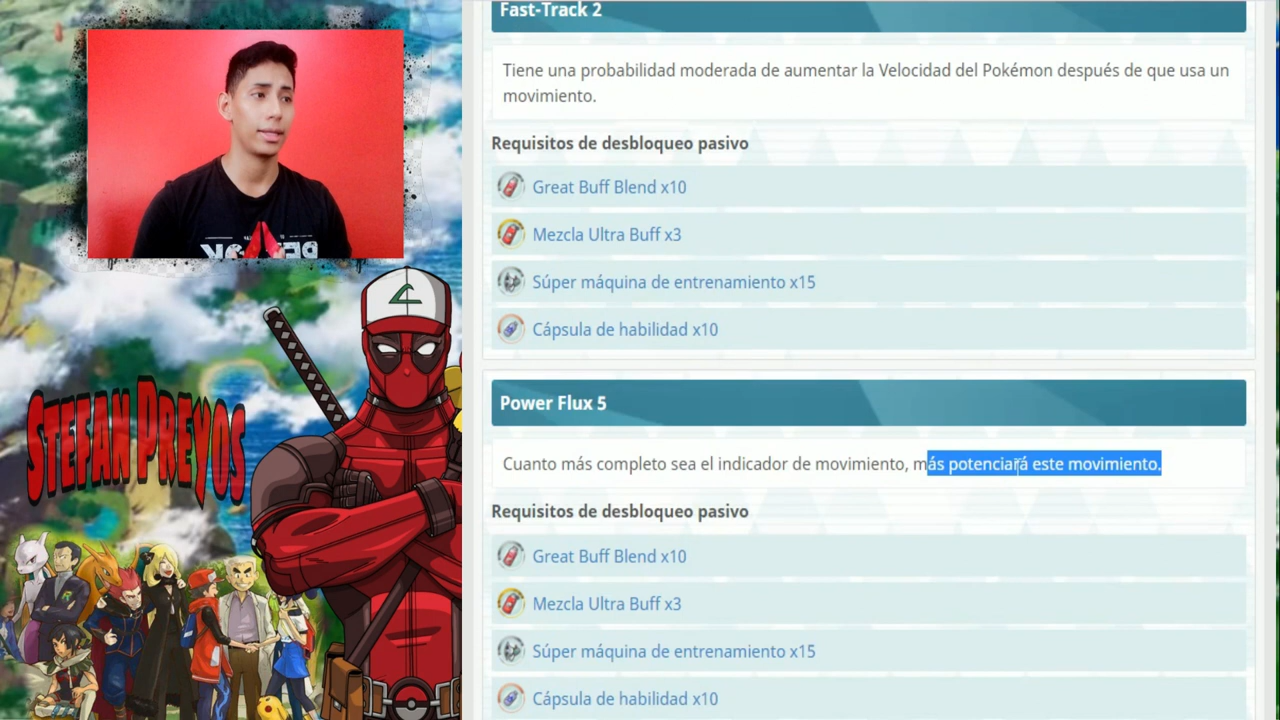 Fast-Track 2
Tiene una probabilidad moderada de aumentar la Velocidad del Pokémon después de que usa un
movimiento.
Requisitos de desbloqueo pasivo
Great Buff Blend x10
Mezcla Ultra Buff x3
Súper máquina de entrenamiento x15
Cápsula de habilidad x10
Power Flux 5
Cuanto más completo sea el indicador de movimiento, más potenciará este movimiento.
Requisitos de desbloqueo pasivo
Great Buff Blend x10
Mezcla Ultra Buff x3
Súper máquina de entrenamiento x15
Cápsula de habilidad x10
STEFAN PREYOS